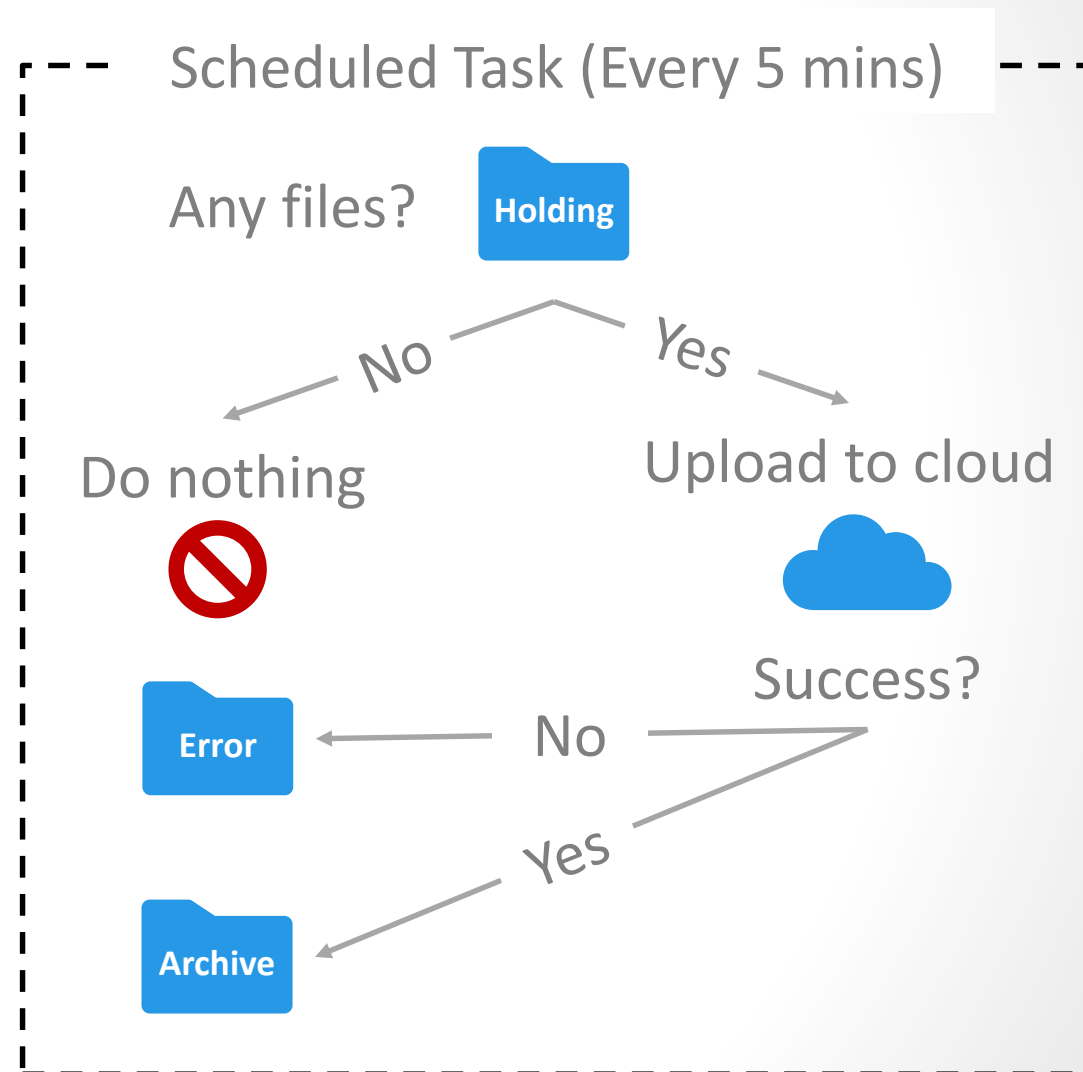 Scheduled Task (Every 5 mins)
Any files?
Holding
No
Yes
Do nothing
Upload to cloud
Success?
Error
No
Yes
Archive